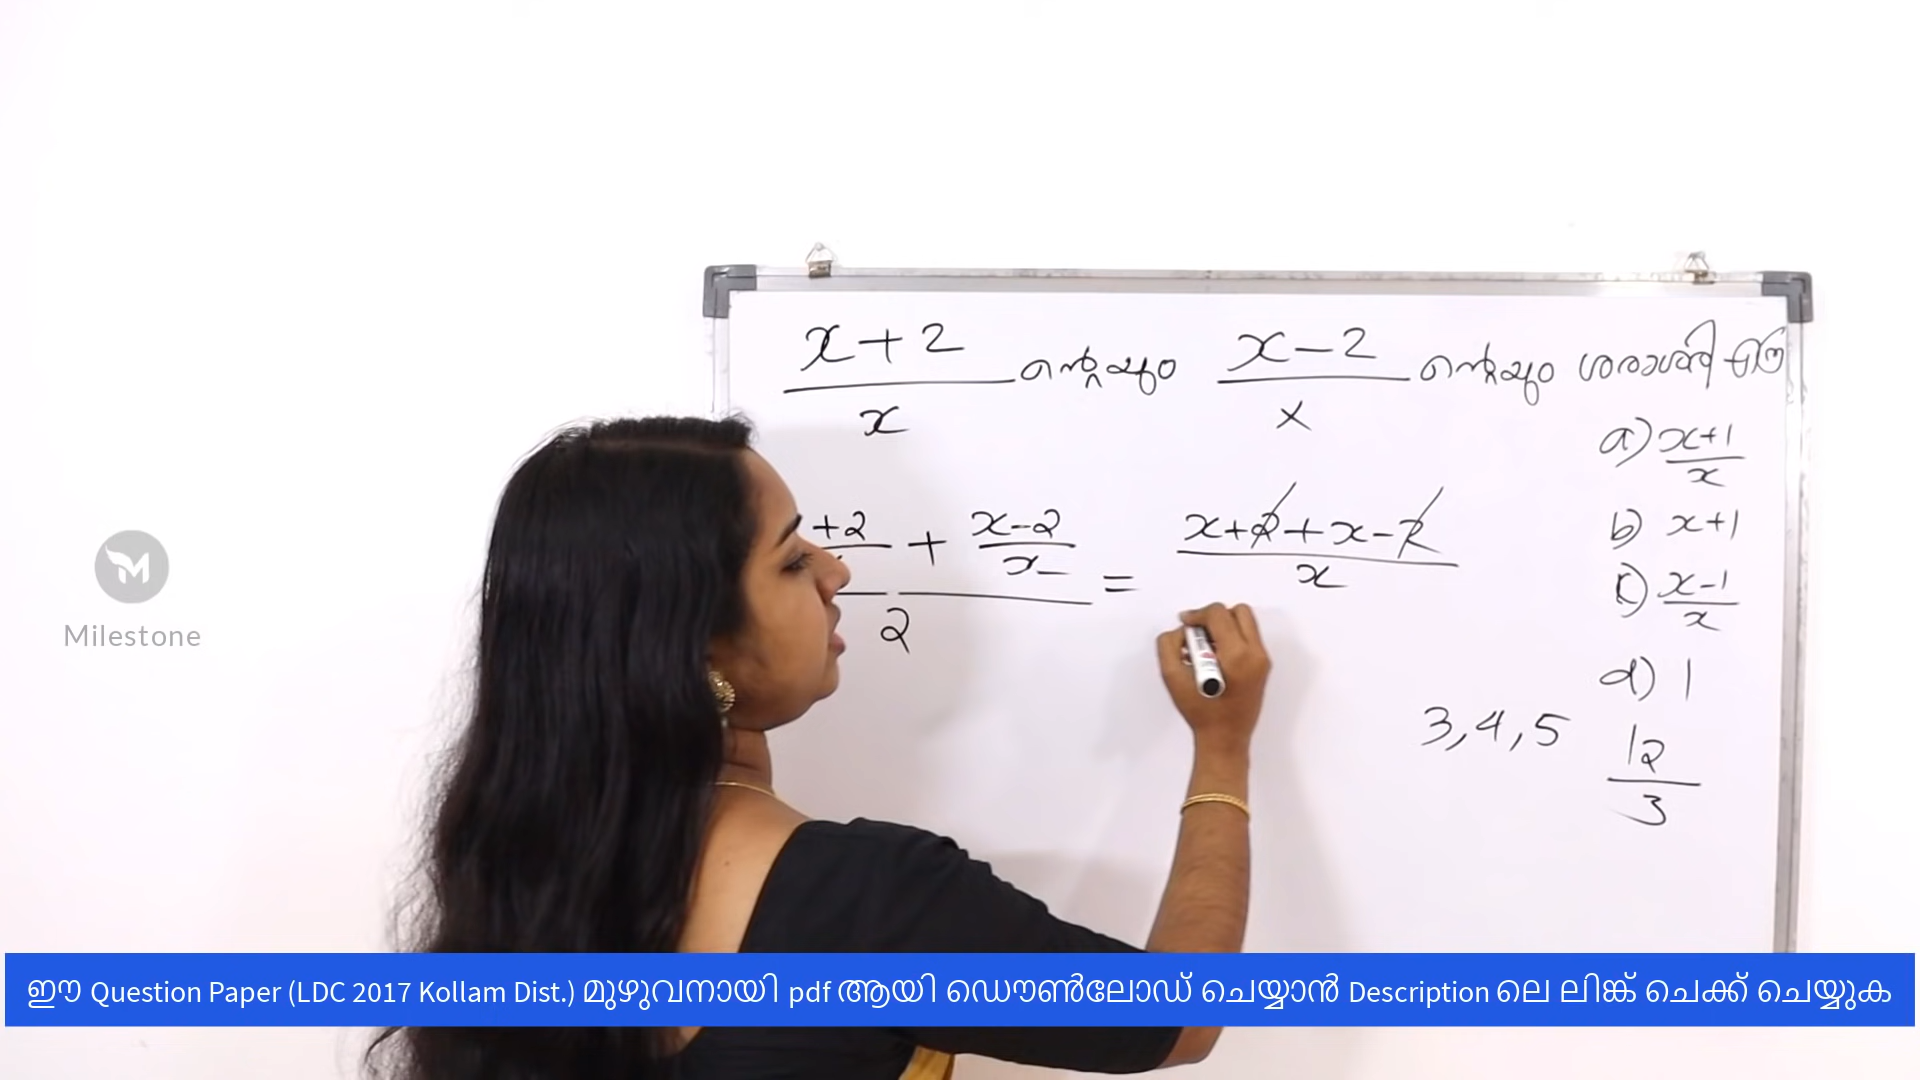 x+2/x ന്റെയും x-2/x ന്റെയും ശരാശരി എത്ര
a) x+1/x
b) x+1
c) x-1/x
d) 1
+2 + x-2/x / 2 = x+2+x-2/x
3,4,5 12/3
Milestone
ഈ Question Paper (LDC 2017 Kollam Dist.) മുഴുവനായി pdf ആയി ഡൌൺലോഡ് ചെയ്യാൻ Description ലെ ലിങ്ക് ചെക്ക് ചെയ്യുക